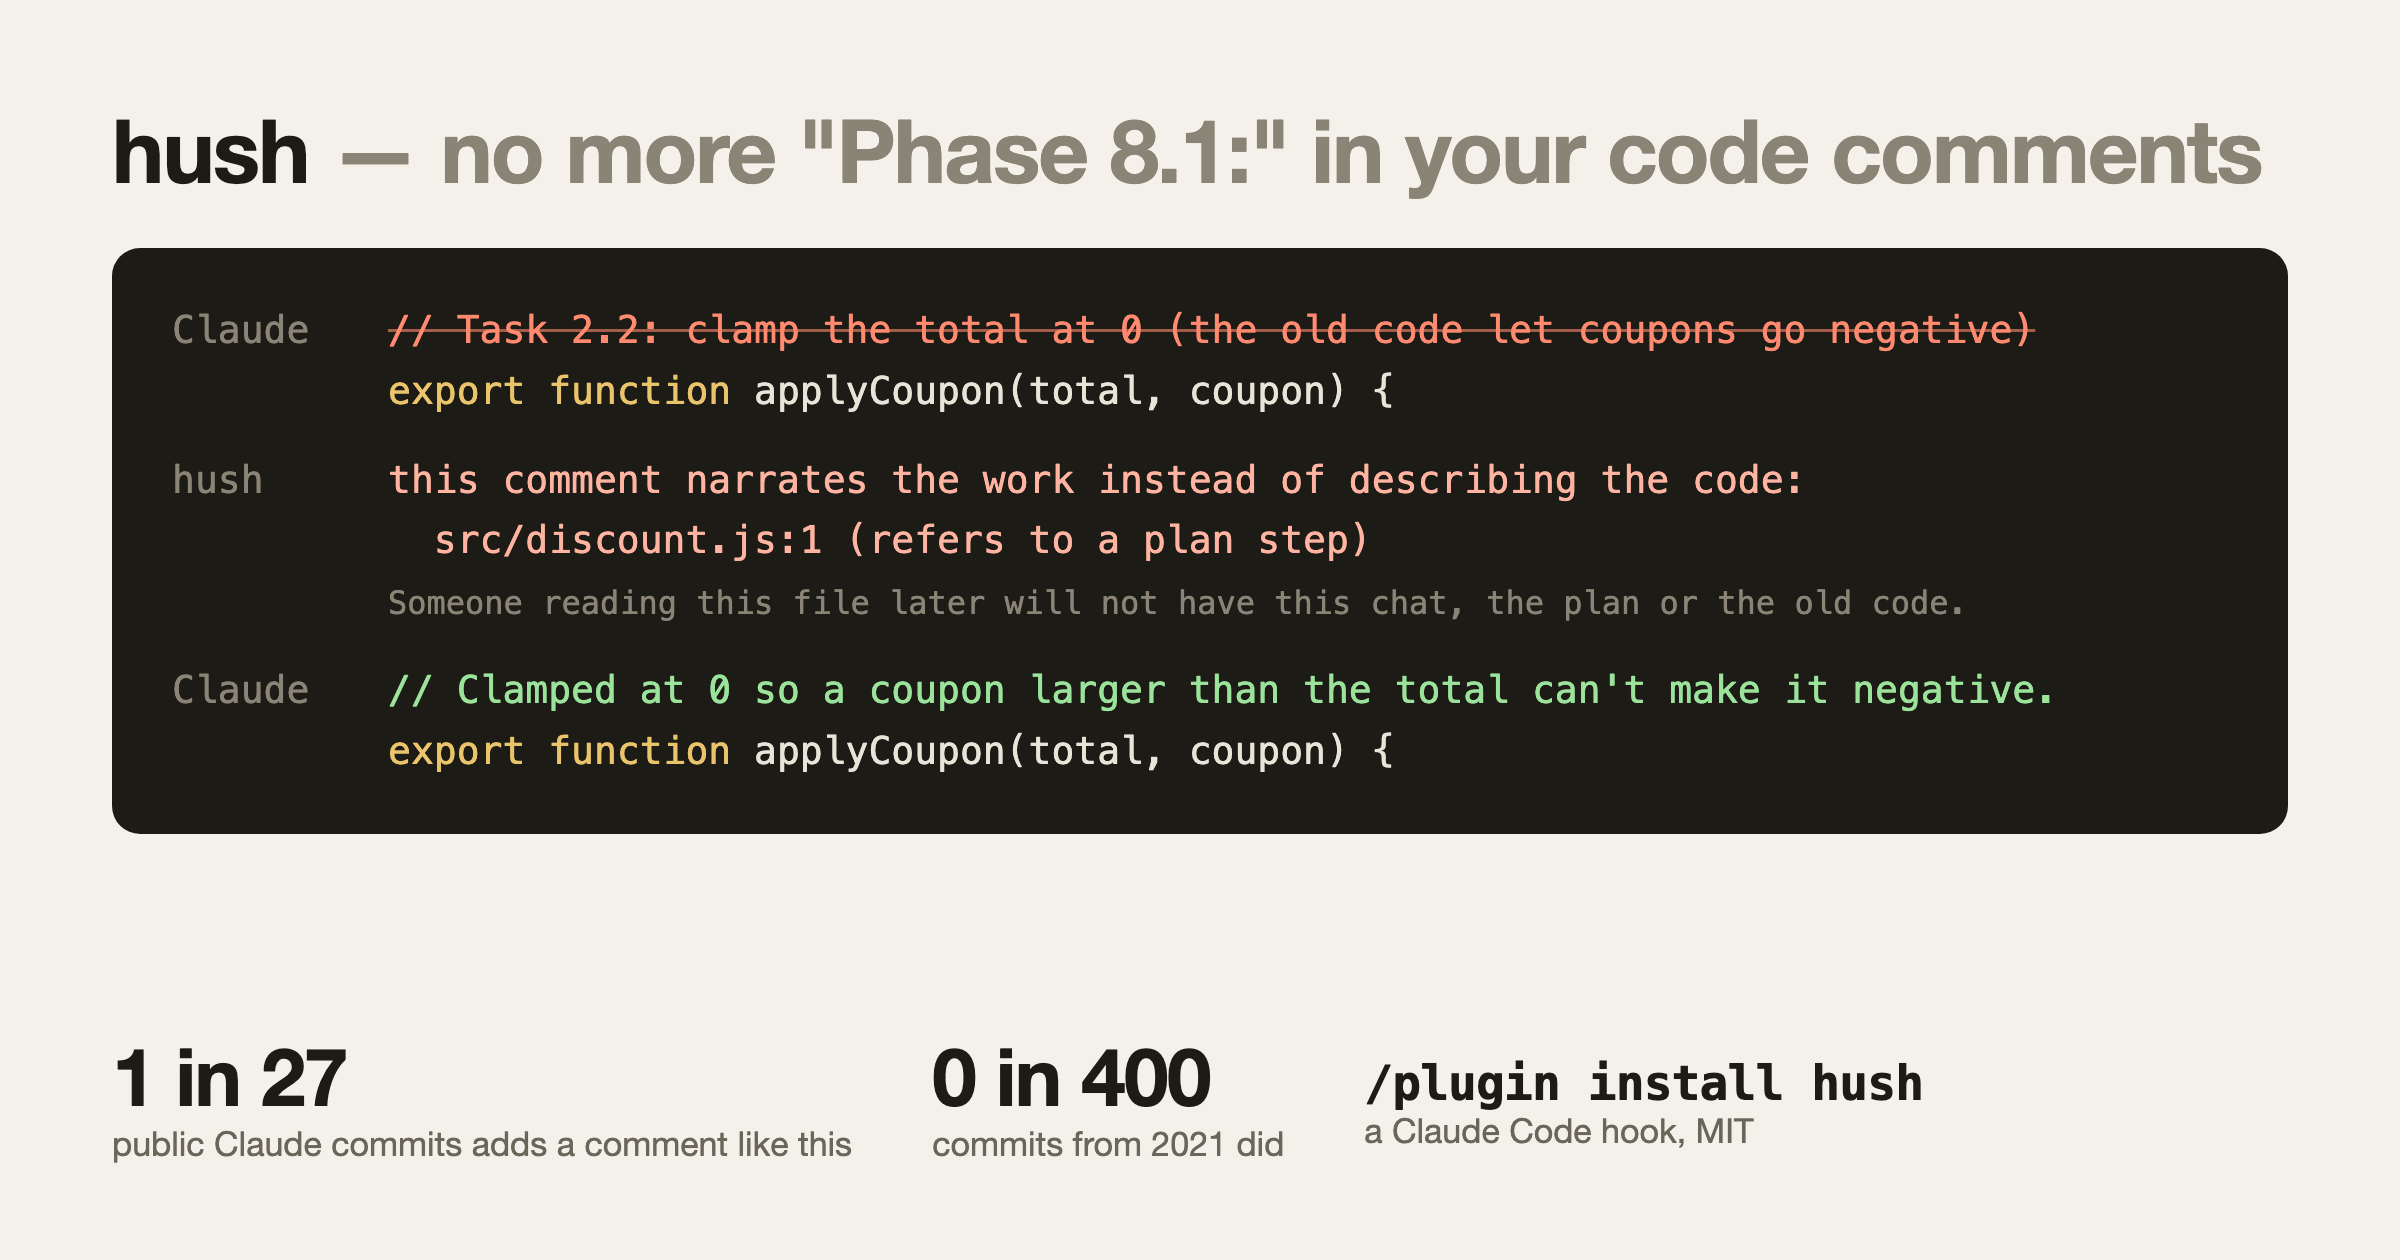 hush — no more "Phase 8.1:" in your code comments
Claude // Task 2.2: clamp the total at 0 (the old code let coupons go negative)
export function applyCoupon(total, coupon) {
hush this comment narrates the work instead of describing the code:
src/discount.js:1 (refers to a plan step)
Someone reading this file later will not have this chat, the plan or the old code.
Claude // Clamped at 0 so a coupon larger than the total can't make it negative.
export function applyCoupon(total, coupon) {
1 in 27
public Claude commits adds a comment like this
0 in 400
commits from 2021 did
/plugin install hush
a Claude Code hook, MIT